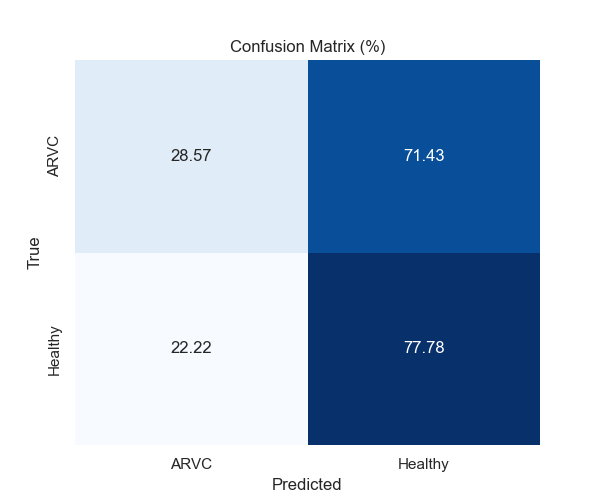 Confusion Matrix (%)
True
ARVC
28.57
71.43
Healthy
22.22
77.78
ARVC
Healthy
Predicted